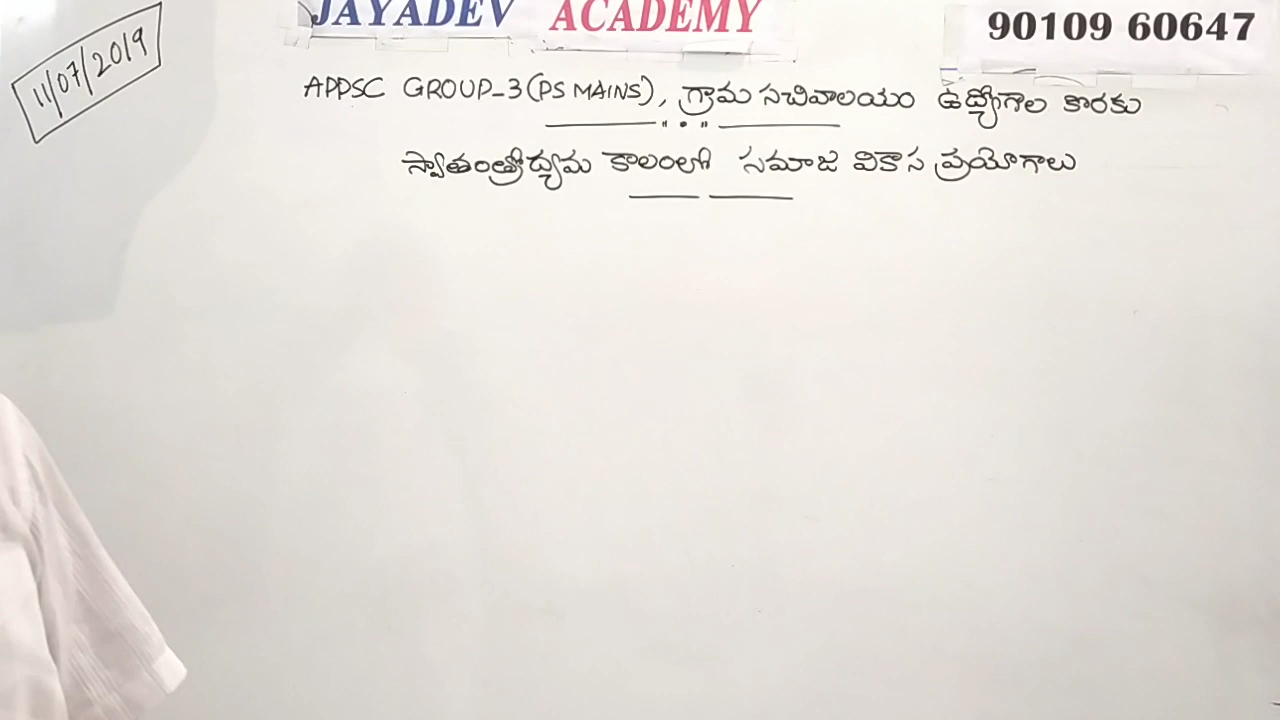 JAYADEV ACADEMY
90109 60647
11/07/2019
APPSC GROUP-3 (PS MAINS), గ్రామ సచివాలయం ఉద్యోగాల కొరకు
స్వాతంత్రోద్యమ కాలంలో సమాజ వికాస ప్రయోగాలు